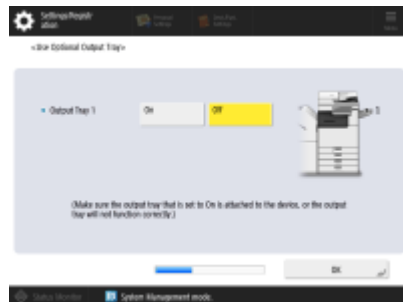 Settings/Registr
ation
<Use Optional Output Tray>
Output Tray 1
On
Off
1
(Make sure the output tray that is set to On is attached to the device, or the output
tray will not function correctly.)
OK
Status Monitor
System Management mode.